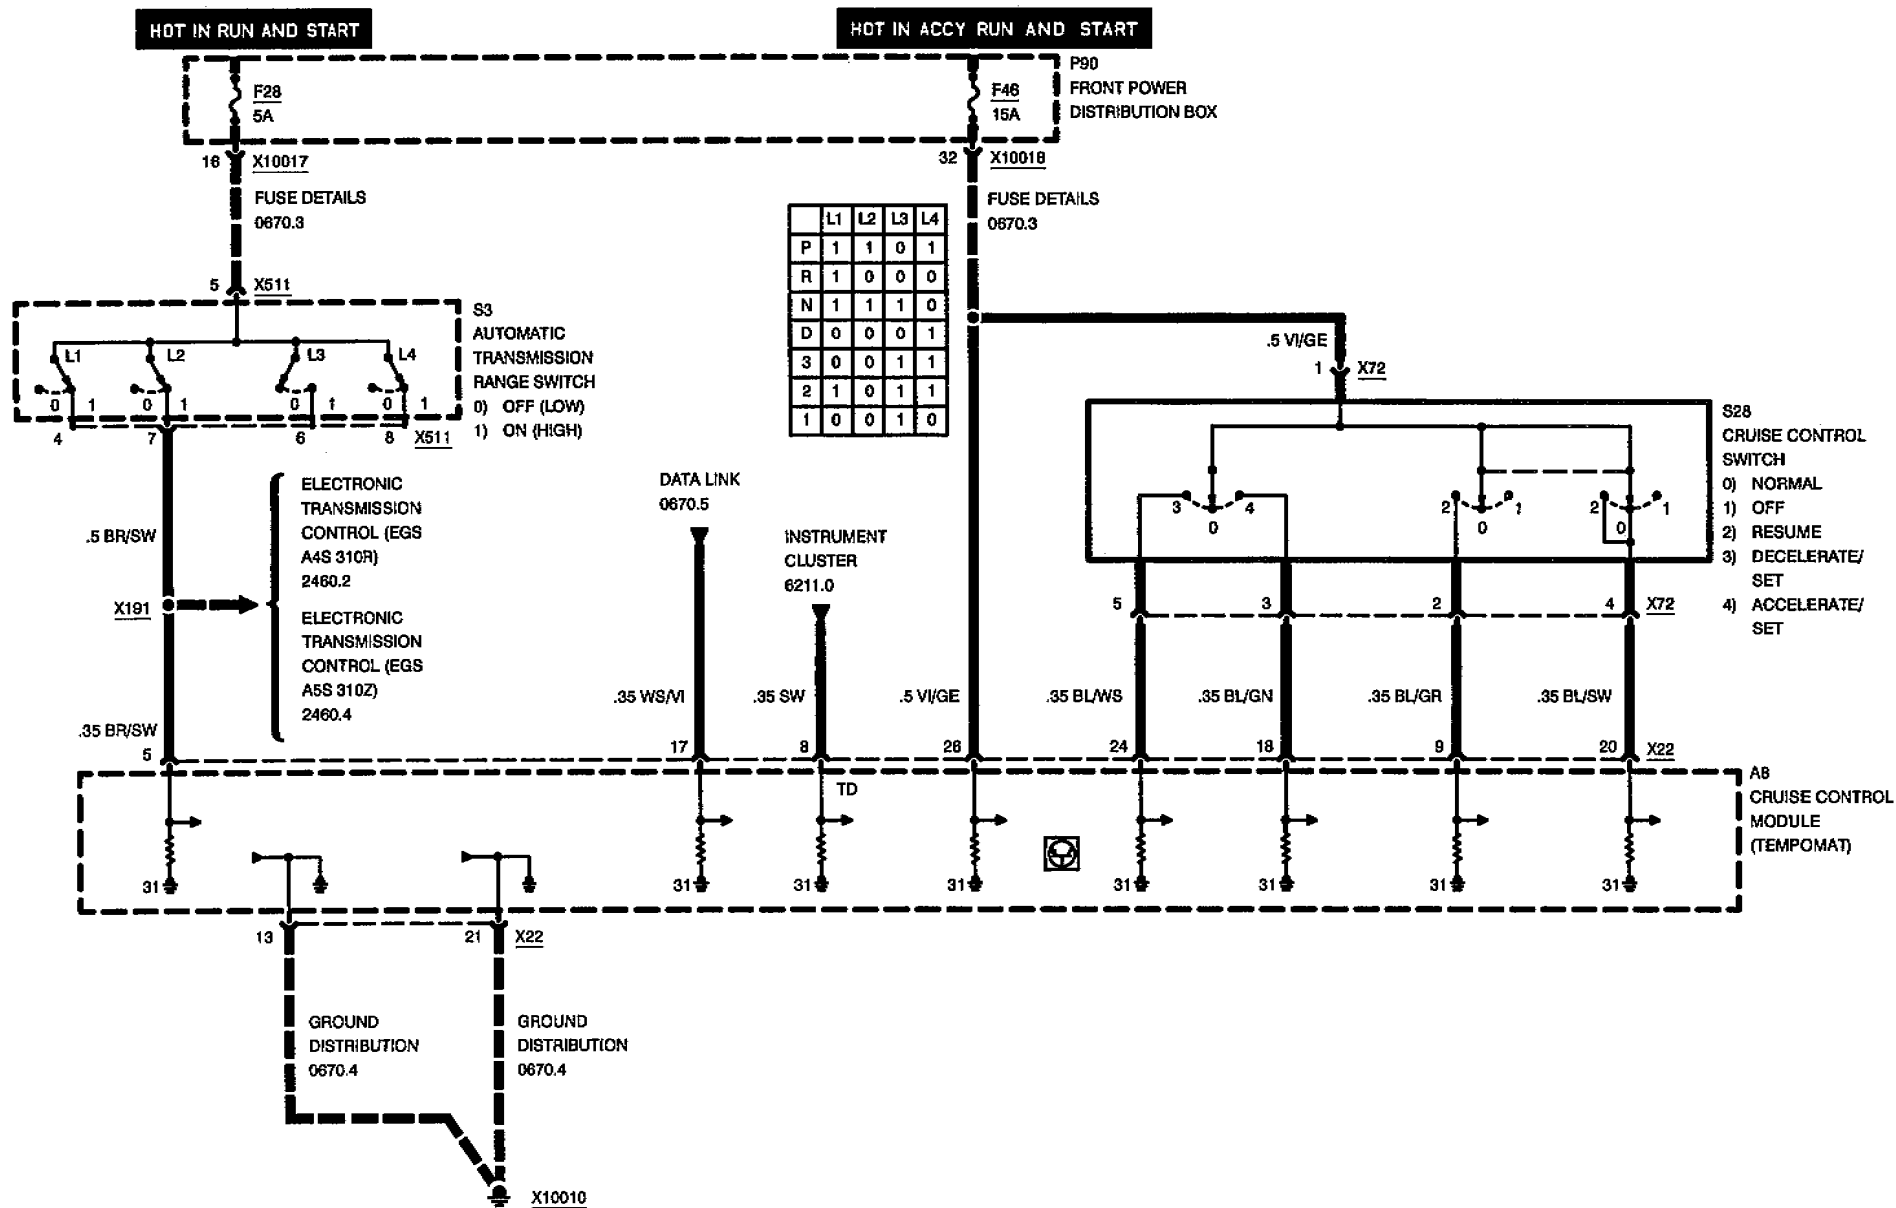 HOT IN RUN AND START
HOT IN ACCY RUN AND START
F28
5A
F46
15A
P90
FRONT POWER
DISTRIBUTION BOX
16 X10017
32 X10018
FUSE DETAILS
0670.3
FUSE DETAILS
0670.3
L1 L2 L3 L4
P 1 1 0 1
R 1 0 0 0
N 1 1 1 0
D 0 0 0 1
3 0 0 1 1
2 1 0 1 1
1 0 0 1 0
5 X511
S3
AUTOMATIC
TRANSMISSION
RANGE SWITCH
0) OFF (LOW)
1) ON (HIGH)
L1 L2 L3 L4
0 1 0 1 0 1 0 1
4 7 6 8 X511
.5 VI/GE
1 X72
S28
CRUISE CONTROL
SWITCH
0) NORMAL
1) OFF
2) RESUME
3) DECELERATE/
SET
4) ACCELERATE/
SET
3 0 4
2 0 1
2 0 1
5 3 2 4 X72
ELECTRONIC
TRANSMISSION
CONTROL (EGS
A4S 310R)
2460.2
ELECTRONIC
TRANSMISSION
CONTROL (EGS
A5S 310Z)
2460.4
DATA LINK
0670.5
INSTRUMENT
CLUSTER
6211.0
.5 BR/SW
X191
.35 BR/SW
.35 WS/VI
.35 SW
.5 VI/GE
.35 BL/WS
.35 BL/GN
.35 BL/GR
.35 BL/SW
5 17 8 26 24 18 9 20 X22
TD
A8
CRUISE CONTROL
MODULE
(TEMPOMAT)
31 31 31 31 31 31 31 31
13 21 X22
GROUND
DISTRIBUTION
0670.4
GROUND
DISTRIBUTION
0670.4
X10010